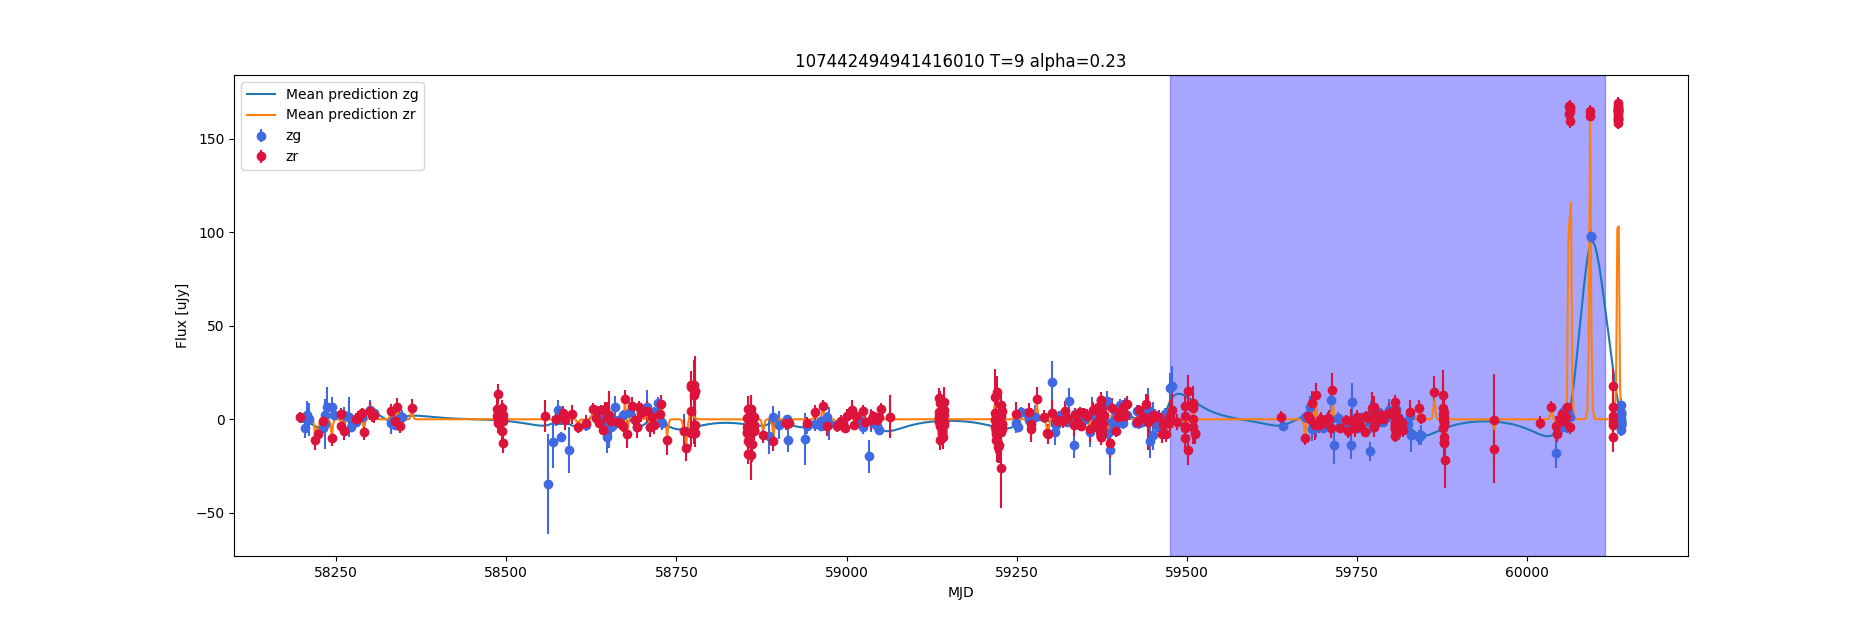 107442494941416010 T=9 alpha=0.23
Mean prediction zg
Mean prediction zr
zg
zr
Flux [uJy]
150
100
50
0
−50
58250 58500 58750 59000 59250 59500 59750 60000
MJD